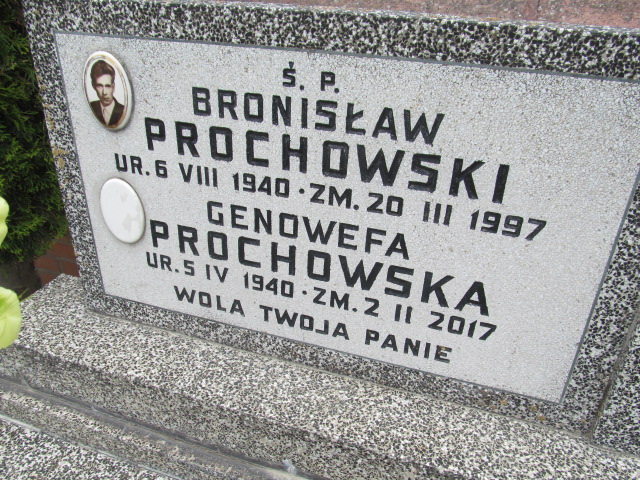 Ś. P.
BRONISŁAW
PROCHOWSKI
UR. 6 VIII 1940 · ZM. 20 III 1997
GENOWEFA
PROCHOWSKA
UR. 5 IV 1940 · ZM. 2 II 2017
WOLA TWOJA PANIE